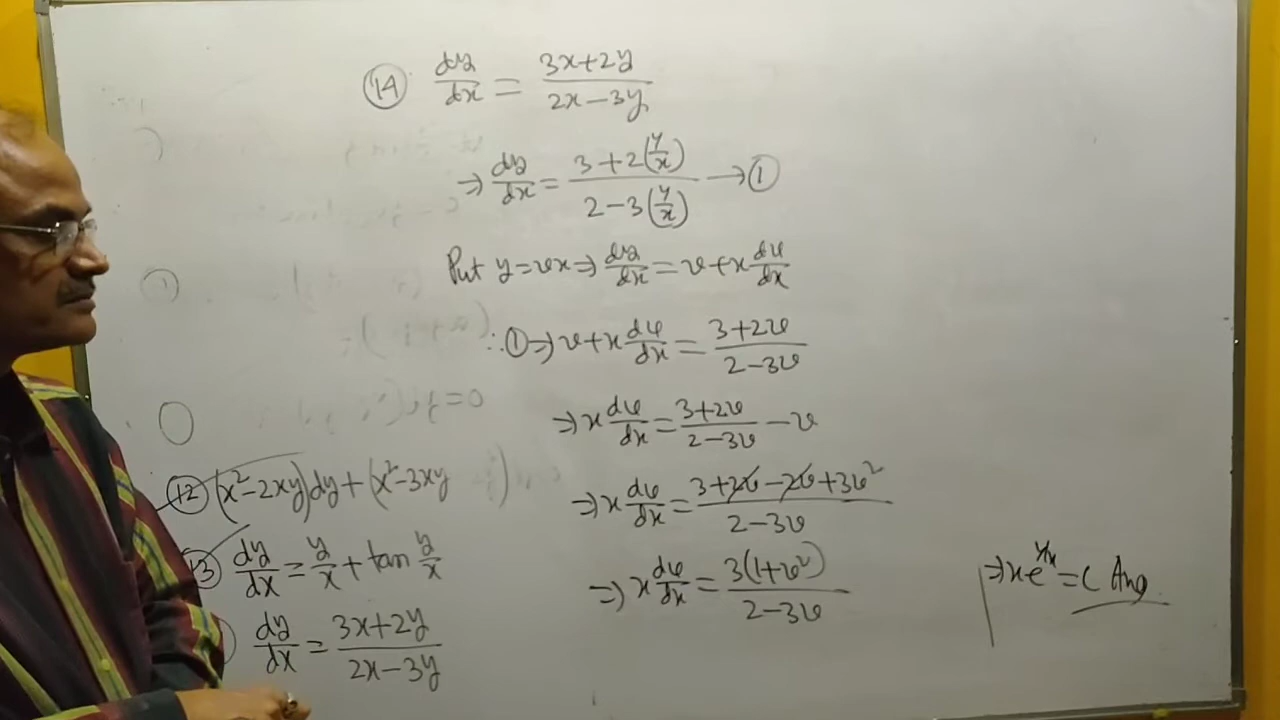 (14) dy/dx = 3x+2y / 2x-3y
⇒ dy/dx = 3+2(y/x) / 2-3(y/x) → (1)
Put y=vx ⇒ dy/dx = v+x dv/dx
∴ (1) ⇒ v+x dv/dx = 3+2v / 2-3v
⇒ x dv/dx = 3+2v / 2-3v - v
⇒ x dv/dx = 3+2v-2v+3v² / 2-3v
⇒ x dv/dx = 3(1+v²) / 2-3v
(12) (x²-2xy)dy+(x²-3xy
13) dy/dx = y/x + tan y/x
) dy/dx = 3x+2y / 2x-3y
⇒ xe^(y/x) = C Ans